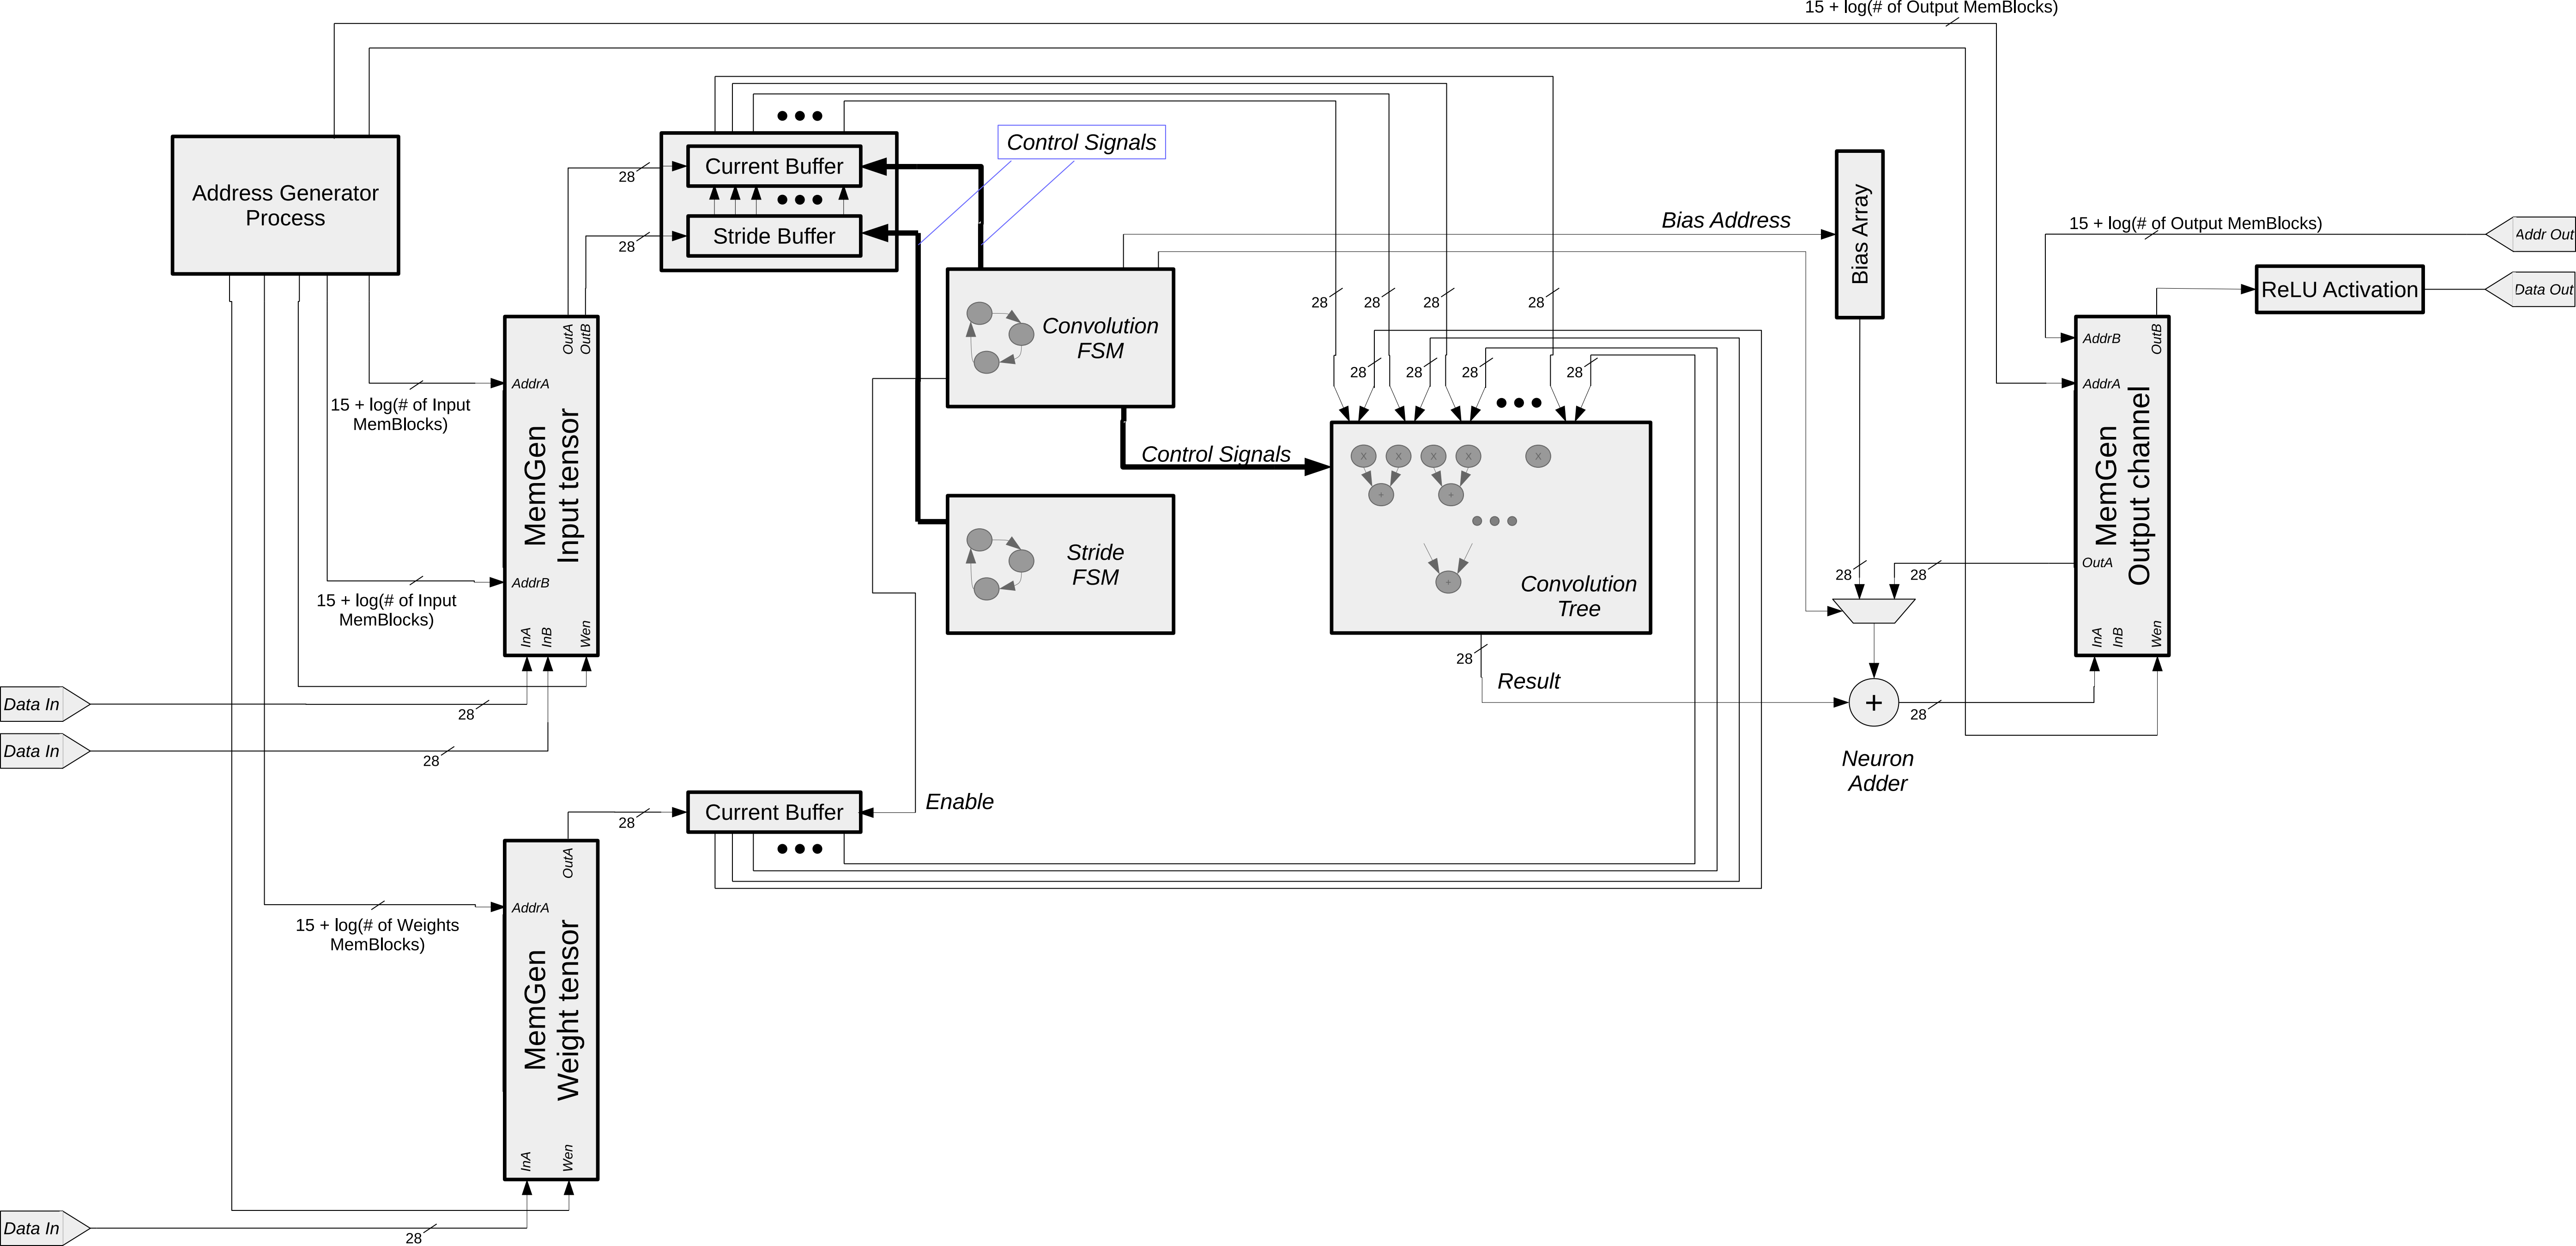 15 + log(# of Output MemBlocks)
Address Generator
Process
Current Buffer
Stride Buffer
28
28
Control Signals
Bias Address
Bias Array
15 + log(# of Output MemBlocks)
Addr Out
Data Out
ReLU Activation
Convolution
FSM
28
28
28
28
28
28
28
28
OutA
OutB
AddrA
15 + log(# of Input
MemBlocks)
MemGen
Input tensor
AddrB
15 + log(# of Input
MemBlocks)
InA
InB
Wen
Control Signals
Stride
FSM
X
X
X
X
X
+
+
+
Convolution
Tree
28
Result
AddrB
OutB
AddrA
MemGen
Output channel
OutA
InA
InB
Wen
28
28
+
28
Neuron
Adder
Data In
28
Data In
28
Current Buffer
Enable
28
OutA
AddrA
15 + log(# of Weights
MemBlocks)
MemGen
Weight tensor
InA
Wen
Data In
28